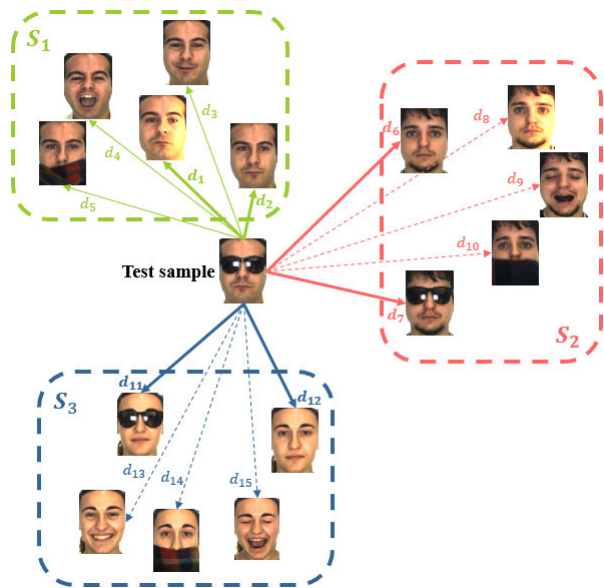 S₁
d₃
d₄
d₁
d₂
d₅
Test sample
d₆
d₈
d₉
d₁₀
d₇
S₂
d₁₁
d₁₂
S₃
d₁₃
d₁₄
d₁₅